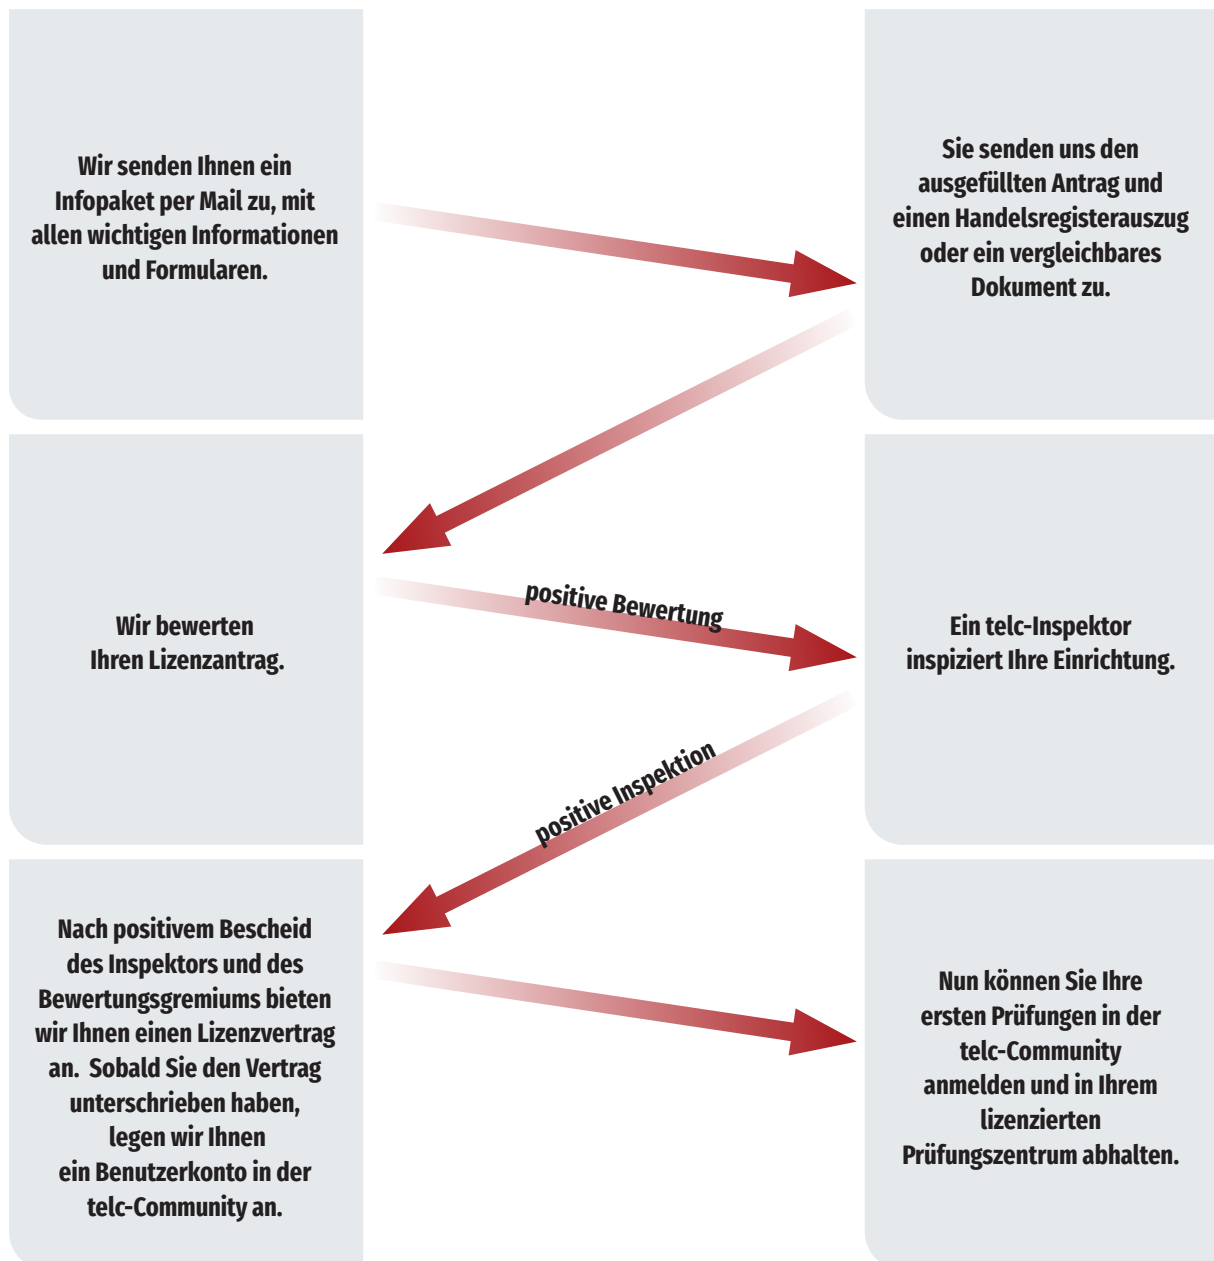 Wir senden Ihnen ein
Infopaket per Mail zu, mit
allen wichtigen Informationen
und Formularen.
Sie senden uns den
ausgefüllten Antrag und
einen Handelsregisterauszug
oder ein vergleichbares
Dokument zu.
Wir bewerten
Ihren Lizenzantrag.
positive Bewertung
Ein telc-Inspektor
inspiziert Ihre Einrichtung.
positive Inspektion
Nach positivem Bescheid
des Inspektors und des
Bewertungsgremiums bieten
wir Ihnen einen Lizenzvertrag
an. Sobald Sie den Vertrag
unterschrieben haben,
legen wir Ihnen
ein Benutzerkonto in der
telc-Community an.
Nun können Sie Ihre
ersten Prüfungen in der
telc-Community
anmelden und in Ihrem
lizenzierten
Prüfungszentrum abhalten.